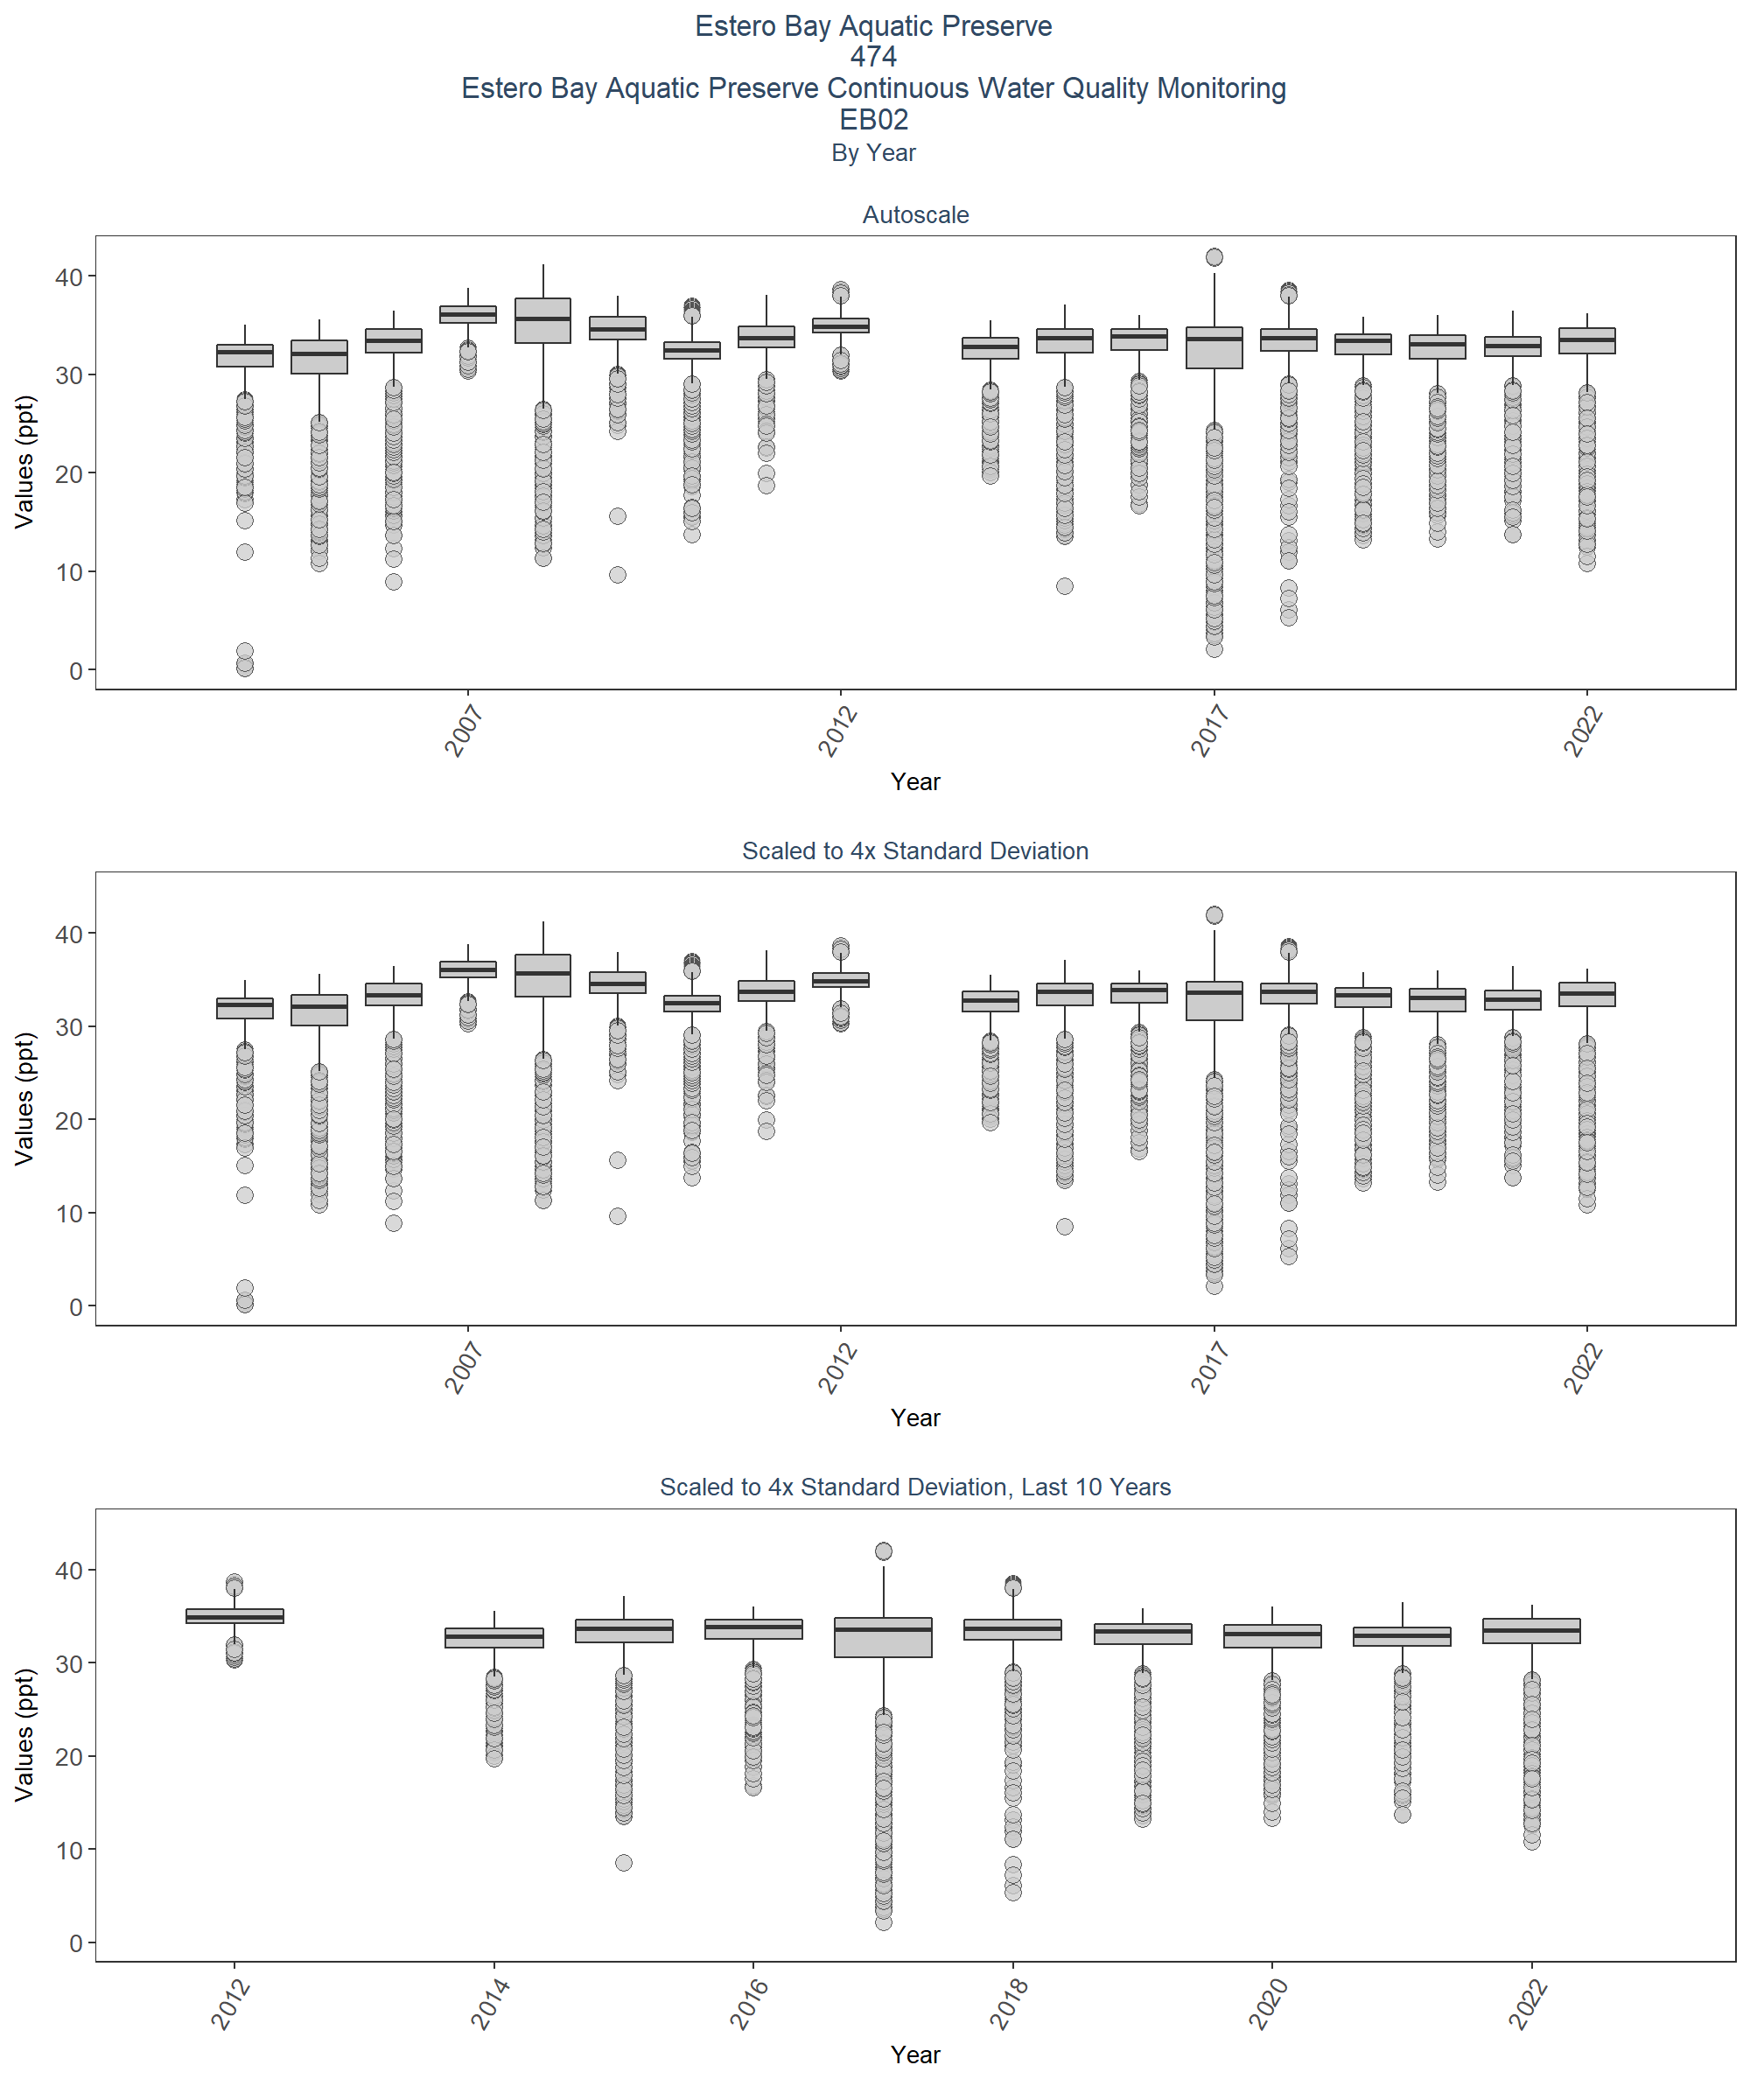 Estero Bay Aquatic Preserve
474
Estero Bay Aquatic Preserve Continuous Water Quality Monitoring
EB02
By Year
Autoscale
Values (ppt)
40
30
20
10
0
2007
2012
2017
2022
Year
Scaled to 4x Standard Deviation
Values (ppt)
40
30
20
10
0
2007
2012
2017
2022
Year
Scaled to 4x Standard Deviation, Last 10 Years
Values (ppt)
40
30
20
10
0
2012
2014
2016
2018
2020
2022
Year